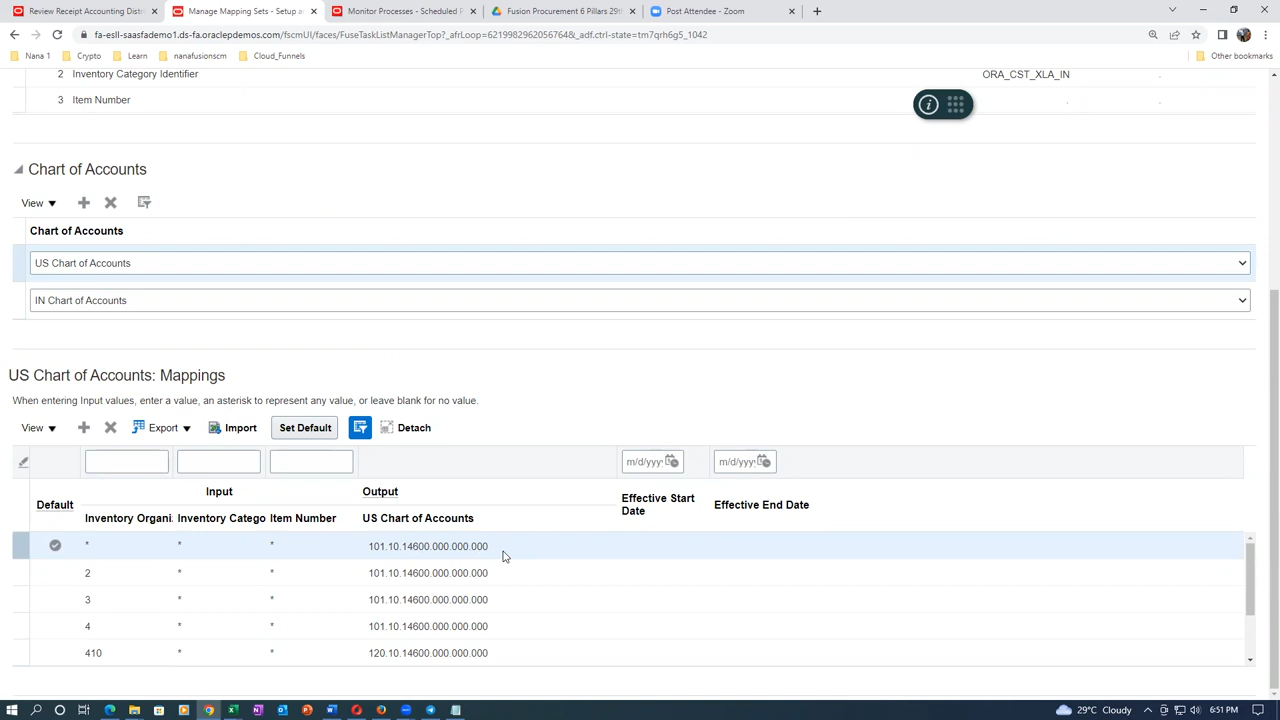 Review Receipt Accounting Distri
Manage Mapping Sets - Setup a
Monitor Processes - Scheduled P
Fusion Procurement 6 Pillars 29th
Post Attendee - Zoom
fa-esll-saasfademo1.ds-fa.oraclepdemos.com/fscmUI/faces/FuseTaskListManagerTop?_afrLoop=6219982962056764&_adf.ctrl-state=tm7qrh6g5_1042
Nana 1
Crypto
Learn
nanafusionscm
Cloud_Funnels
Other bookmarks
2 Inventory Category Identifier ORA_CST_XLA_IN
3 Item Number
Chart of Accounts
View
Chart of Accounts
US Chart of Accounts
IN Chart of Accounts
US Chart of Accounts: Mappings
When entering Input values, enter a value, an asterisk to represent any value, or leave blank for no value.
View Export Import Set Default Detach
m/d/yyy m/d/yyy
Default Input Output Effective Start Date Effective End Date
Inventory Organi: Inventory Catego Item Number US Chart of Accounts
* * * 101.10.14600.000.000.000
2 * * 101.10.14600.000.000.000
3 * * 101.10.14600.000.000.000
4 * * 101.10.14600.000.000.000
410 * * 120.10.14600.000.000.000
29°C Cloudy
6:51 PM